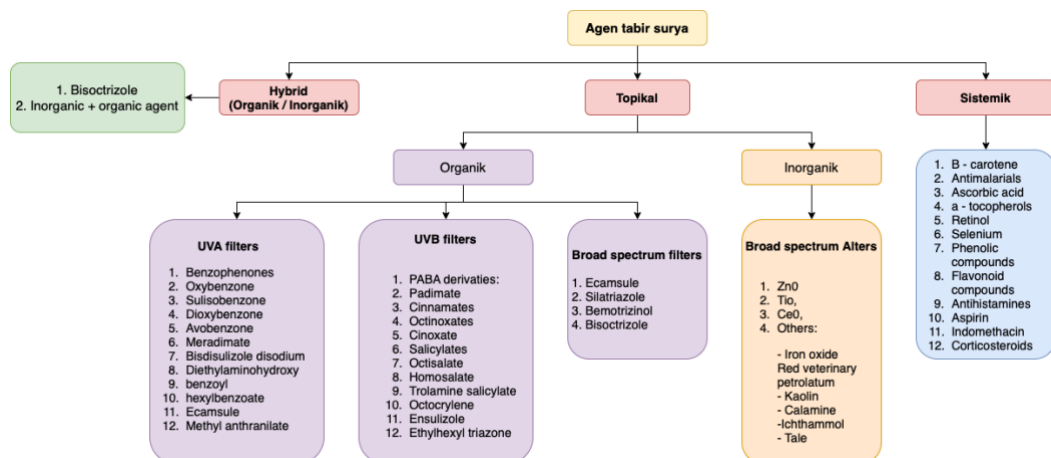 Agen tabir surya
1. Bisoctrizole
2. Inorganic + organic agent
Hybrid
(Organik / Inorganik)
Topikal
Sistemik
Organik
Inorganik
UVA filters
1. Benzophenones
2. Oxybenzone
3. Sulisobenzone
4. Dioxybenzone
5. Avobenzone
6. Meradimate
7. Bisdisulizole disodium
8. Diethylaminohydroxy
9. benzoyl
10. hexylbenzoate
11. Ecamsule
12. Methyl anthranilate
UVB filters
1. PABA derivaties:
2. Padimate
3. Cinnamates
4. Octinoxates
5. Cinoxate
6. Salicylates
7. Octisalate
8. Homosalate
9. Trolamine salicylate
10. Octocrylene
11. Ensulizole
12. Ethylhexyl triazone
Broad spectrum filters
1. Ecamsule
2. Silatriazole
3. Bemotrizinol
4. Bisoctrizole
Broad spectrum Alters
1. Zn0
2. Tio,
3. Ce0,
4. Others:
- Iron oxide
Red veterinary
petrolatum
- Kaolin
- Calamine
-Ichthammol
- Tale
1. B - carotene
2. Antimalarials
3. Ascorbic acid
4. a - tocopherols
5. Retinol
6. Selenium
7. Phenolic
compounds
8. Flavonoid
compounds
9. Antihistamines
10. Aspirin
11. Indomethacin
12. Corticosteroids